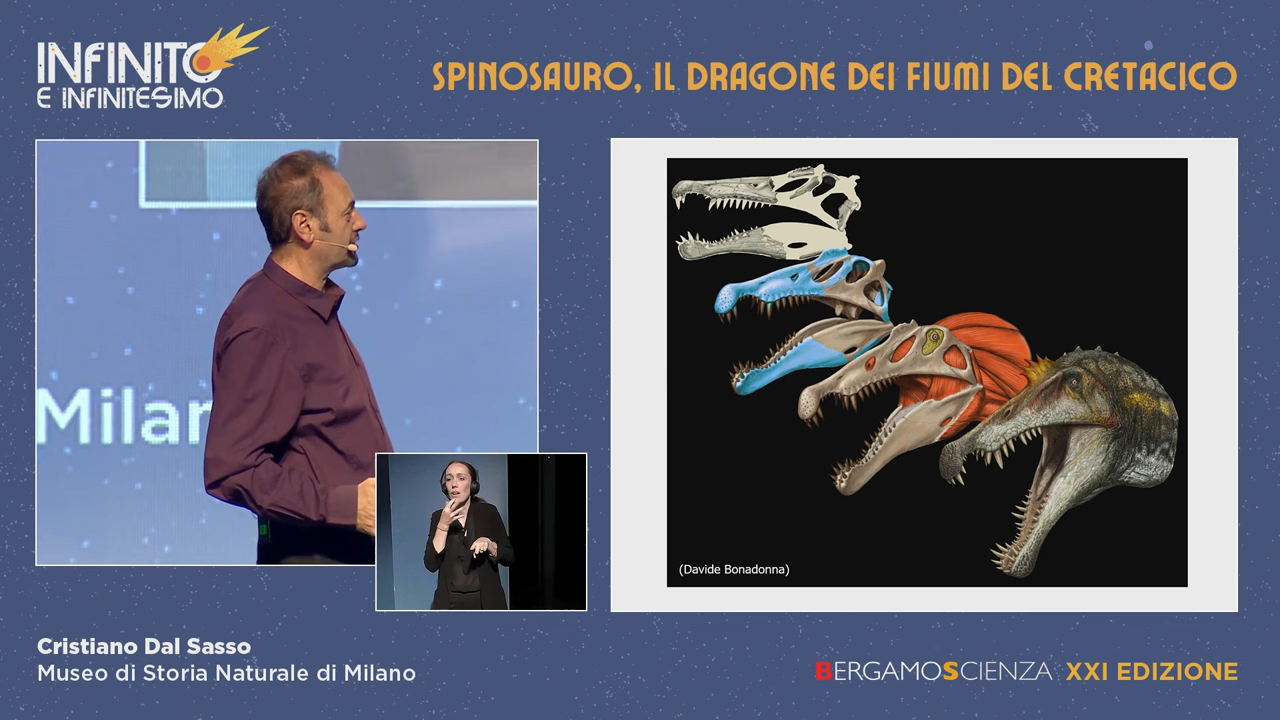 INFINITO
E INFINITESIMO
SPINOSAURO, IL DRAGONE DEI FIUMI DEL CRETACICO
Milan
(Davide Bonadonna)
Cristiano Dal Sasso
Museo di Storia Naturale di Milano
BERGAMOSCIENZA XXI EDIZIONE